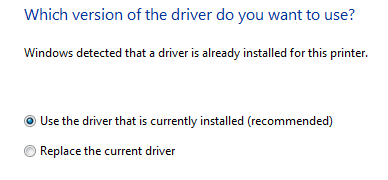 Which version of the driver do you want to use?
Windows detected that a driver is already installed for this printer.
Use the driver that is currently installed (recommended)
Replace the current driver